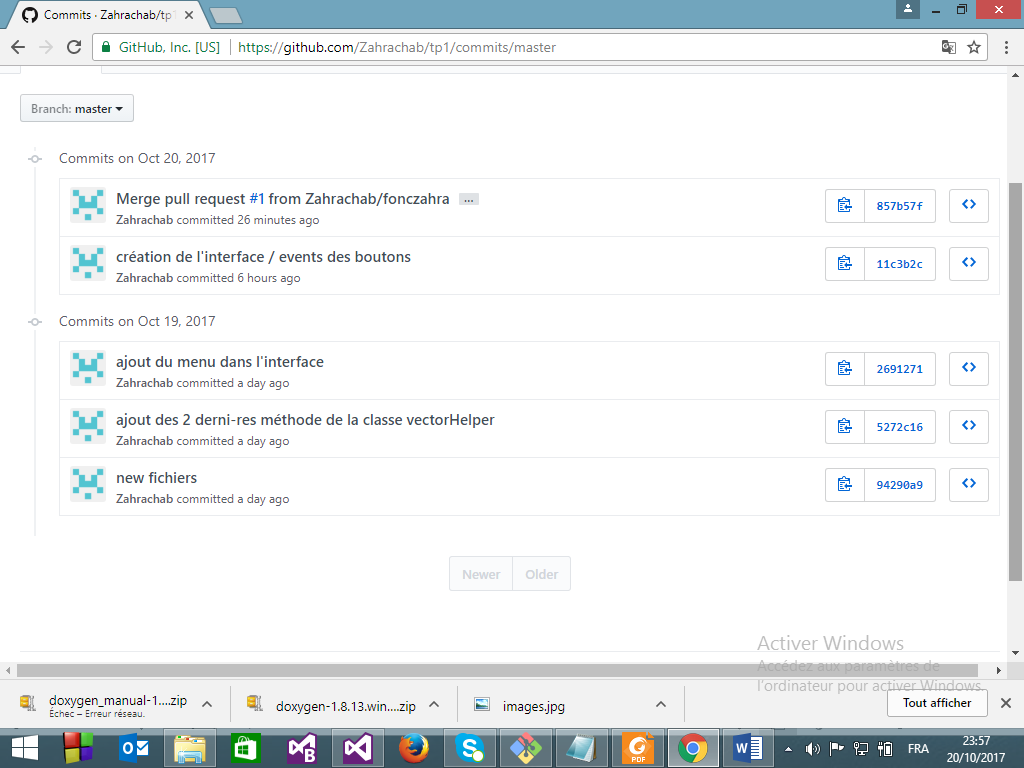 Commits · Zahrachab/tp1
GitHub, Inc. [US] https://github.com/Zahrachab/tp1/commits/master
Branch: master
Commits on Oct 20, 2017
Merge pull request #1 from Zahrachab/fonczahra ...
857b57f
Zahrachab committed 26 minutes ago
création de l'interface / events des boutons
11c3b2c
Zahrachab committed 6 hours ago
Commits on Oct 19, 2017
ajout du menu dans l'interface
2691271
Zahrachab committed a day ago
ajout des 2 derni-res méthode de la classe vectorHelper
5272c16
Zahrachab committed a day ago
new fichiers
94290a9
Zahrachab committed a day ago
Newer Older
Activer Windows
Accédez aux paramètres de
l'ordinateur pour activer Windows.
doxygen_manual-1....zip
Échec – Erreur réseau.
doxygen-1.8.13.win....zip
images.jpg
Tout afficher
PDF
FRA
23:57
20/10/2017